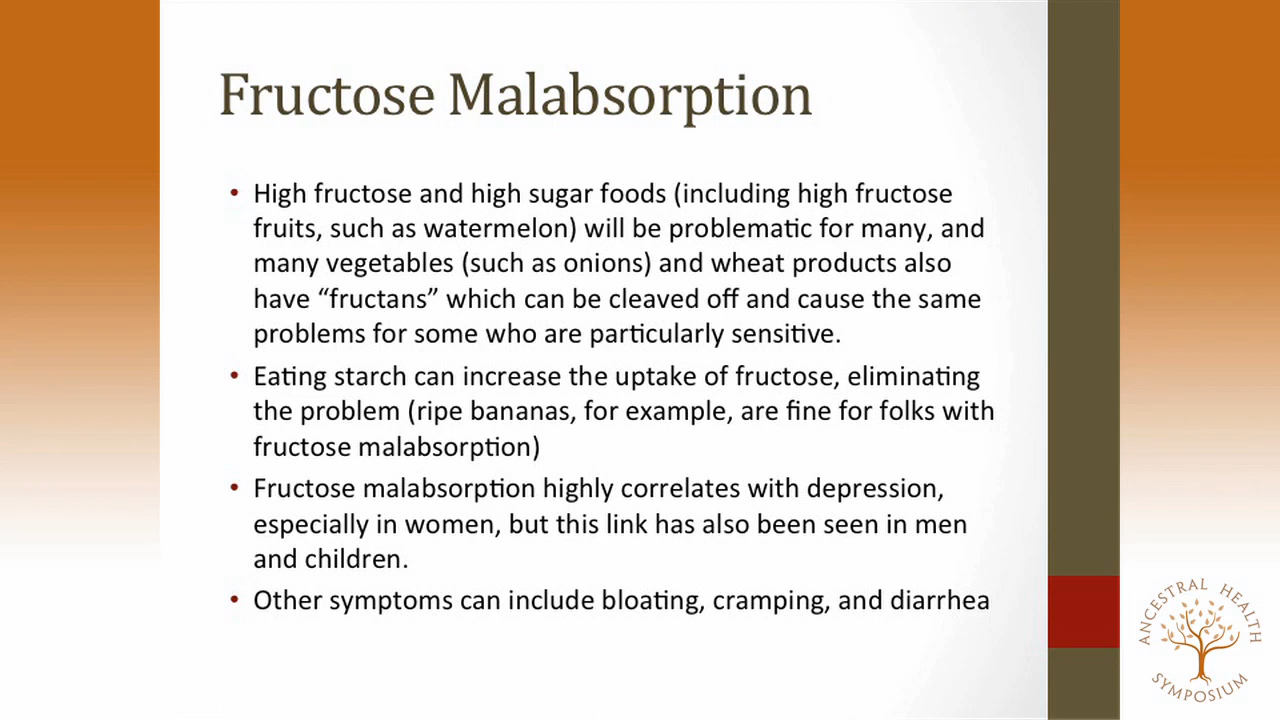 Fructose Malabsorption
• High fructose and high sugar foods (including high fructose
fruits, such as watermelon) will be problematic for many, and
many vegetables (such as onions) and wheat products also
have “fructans” which can be cleaved off and cause the same
problems for some who are particularly sensitive.
• Eating starch can increase the uptake of fructose, eliminating
the problem (ripe bananas, for example, are fine for folks with
fructose malabsorption)
• Fructose malabsorption highly correlates with depression,
especially in women, but this link has also been seen in men
and children.
• Other symptoms can include bloating, cramping, and diarrhea
ANCESTRAL HEALTH
SYMPOSIUM